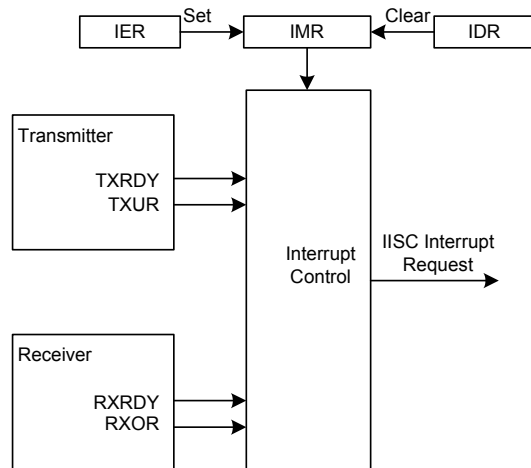 Set
Clear
IER
IMR
IDR
Transmitter
TXRDY
TXUR
Interrupt
Control
IISC Interrupt
Request
Receiver
RXRDY
RXOR